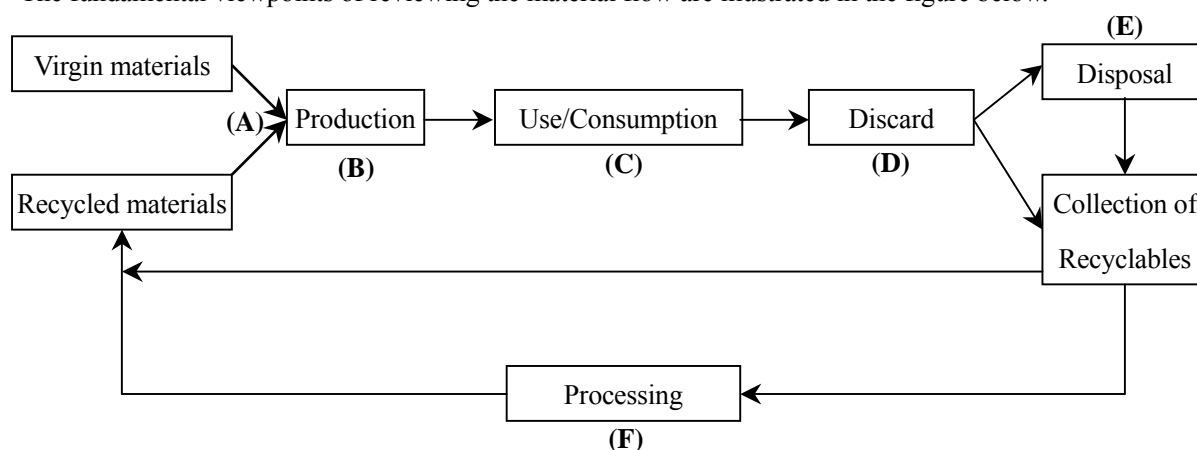 The fundamental viewpoints of reviewing the material flow are illustrated in the figure below.
(E)
Virgin materials
Disposal
(A)
Production
Use/Consumption
Discard
(B)
(C)
(D)
Recycled materials
Collection of
Recyclables
Processing
(F)